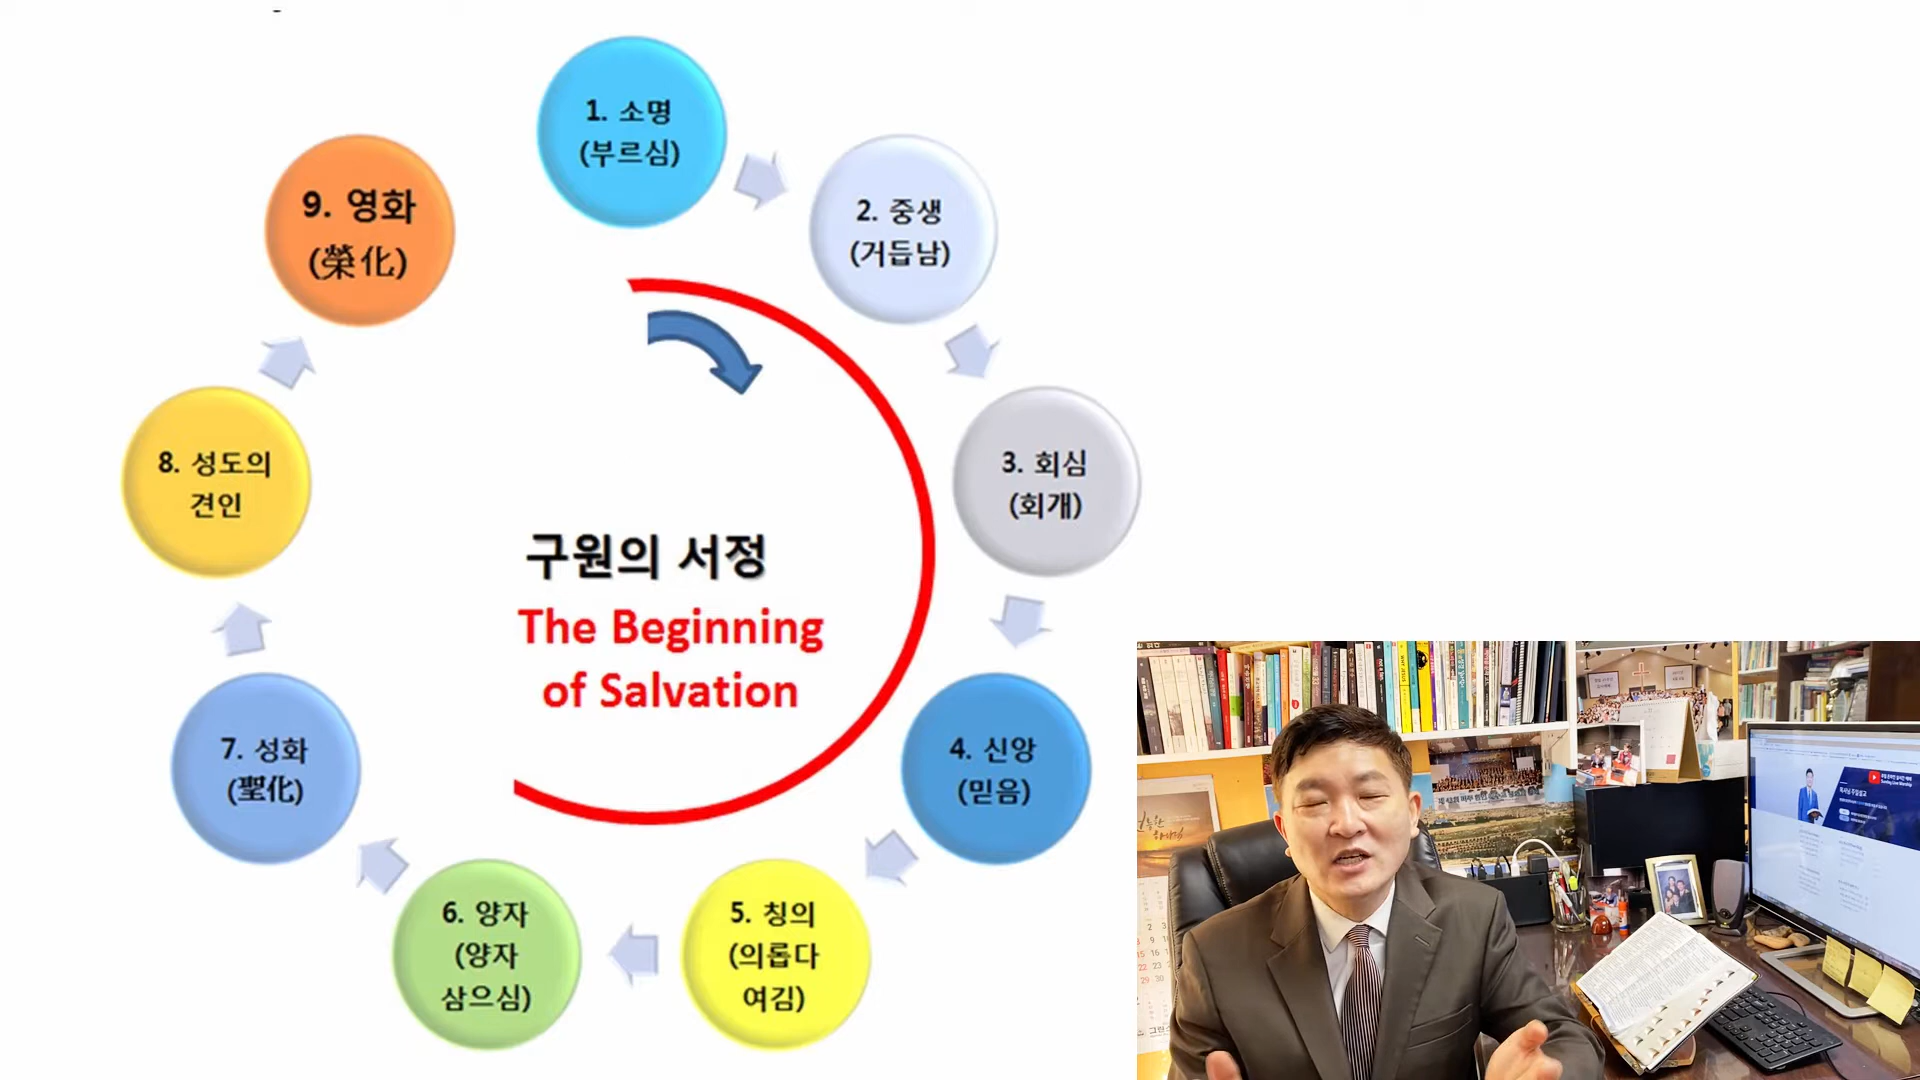 1. 소명
(부르심)
2. 중생
(거듭남)
3. 회심
(회개)
4. 신앙
(믿음)
5. 칭의
(의롭다
여김)
6. 양자
(양자
삼으심)
7. 성화
(聖化)
8. 성도의
견인
9. 영화
(榮化)
구원의 서정
The Beginning
of Salvation